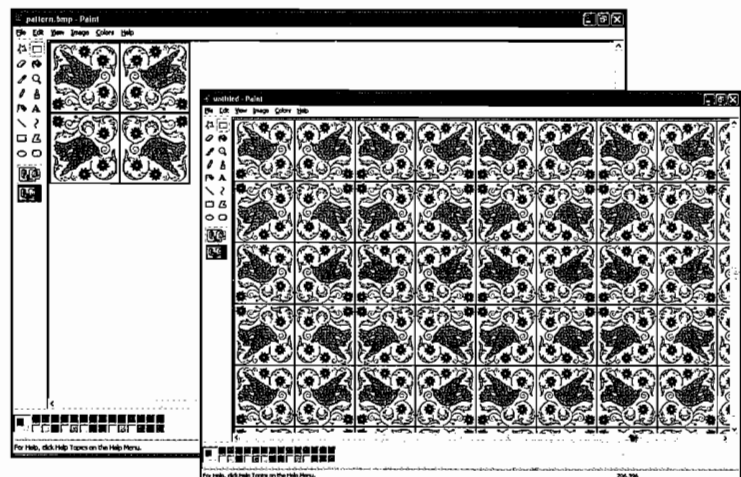 pattern.bmp - Paint
File Edit View Image Colors Help
untitled - Paint
File Edit View Image Colors Help
For Help, click Help Topics on the Help Menu.
For Help, click Help Topics on the Help Menu.